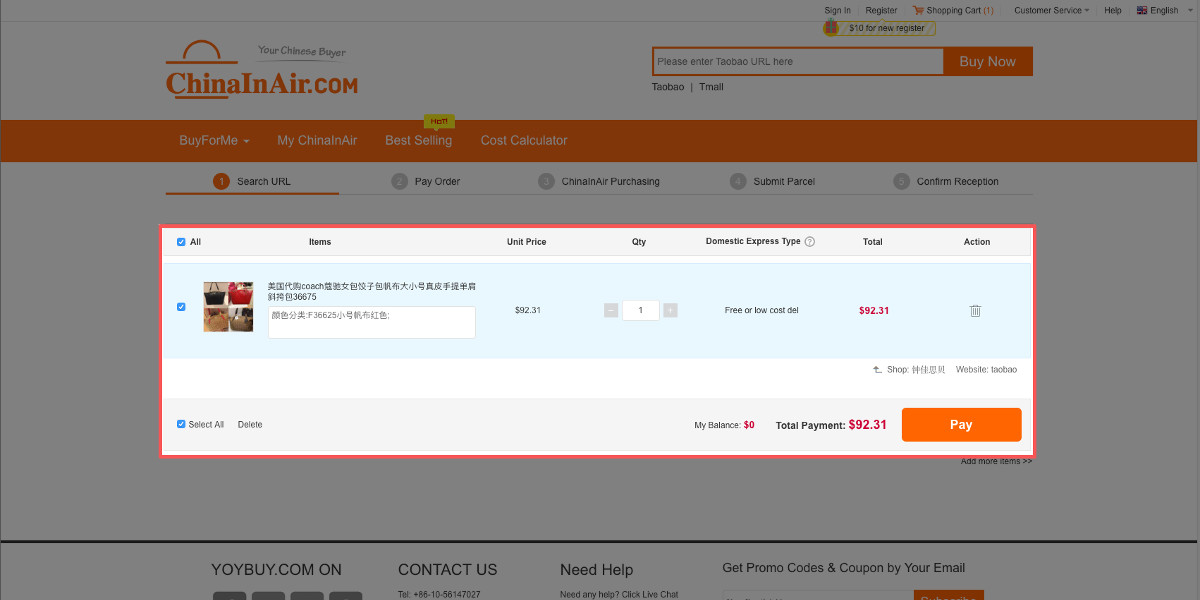 Sign In
Register
Shopping Cart (1)
Customer Service
Help
English
$10 for new register
Your Chinese Buyer
ChinaInAir.COM
Please enter Taobao URL here
Buy Now
Taobao | Tmall
HOT!
BuyForMe
My ChinaInAir
Best Selling
Cost Calculator
1 Search URL
2 Pay Order
3 ChinaInAir Purchasing
4 Submit Parcel
5 Confirm Reception
All
Items
Unit Price
Qty
Domestic Express Type ?
Total
Action
美国代购coach蔻驰女包饺子包帆布大小号真皮手提单肩
斜挎包36675
颜色分类:F36625小号帆布红色;
$92.31
− 1 +
Free or low cost del
$92.31
Shop: 钟佳思贝
Website: taobao
Select All
Delete
My Balance: $0
Total Payment: $92.31
Pay
Add more items >>
YOYBUY.COM ON
CONTACT US
Need Help
Get Promo Codes & Coupon by Your Email
Tel: +86-10-56147027
Need any help? Click Live Chat
Subscribe